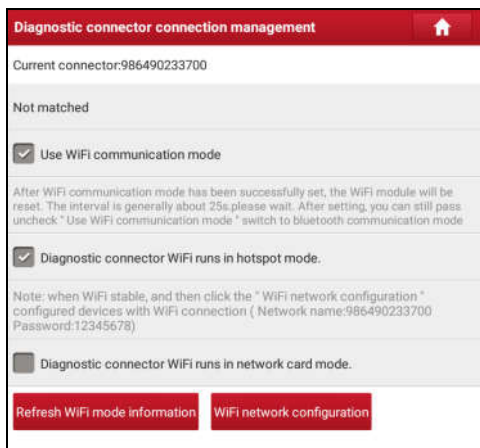 Diagnostic connector connection management
Current connector:986490233700
Not matched
Use WiFi communication mode
After WiFi communication mode has been successfully set, the WiFi module will be
reset. The interval is generally about 25s.please wait. After setting, you can still pass
uncheck " Use WiFi communication mode " switch to bluetooth communication mode
Diagnostic connector WiFi runs in hotspot mode.
Note: when WiFi stable, and then click the " WiFi network configuration "
configured devices with WiFi connection ( Network name:986490233700
Password:12345678)
Diagnostic connector WiFi runs in network card mode.
Refresh WiFi mode information
WiFi network configuration